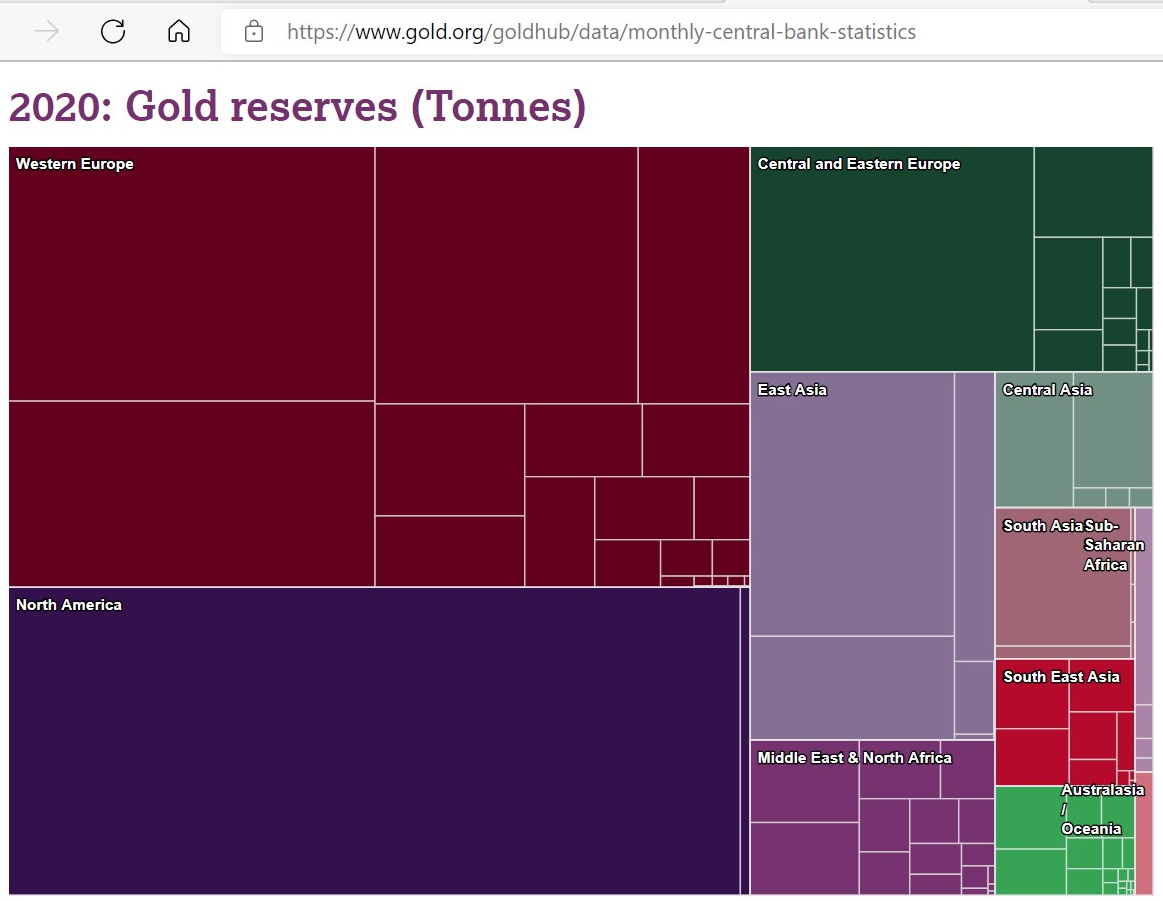 https://www.gold.org/goldhub/data/monthly-central-bank-statistics
2020: Gold reserves (Tonnes)
Western Europe
Central and Eastern Europe
East Asia
Central Asia
South Asia
Sub-
Saharan
Africa
North America
South East Asia
Middle East & North Africa
Australasia
/
Oceania